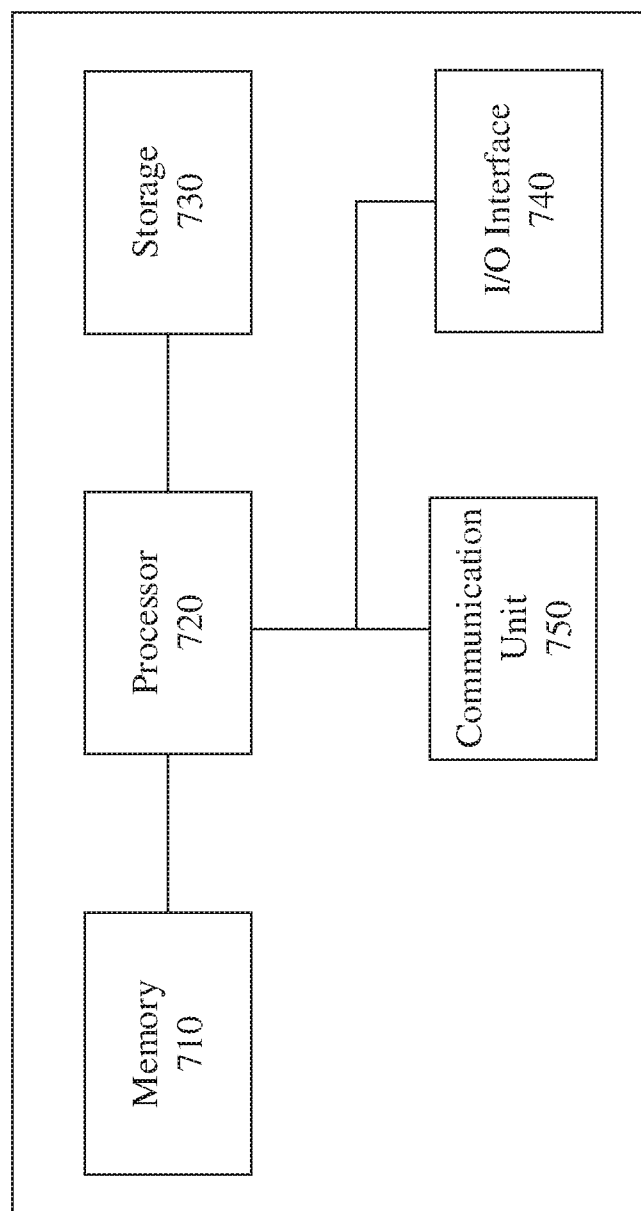 Memory
710
Processor
720
Storage
730
Communication
Unit
750
I/O Interface
740